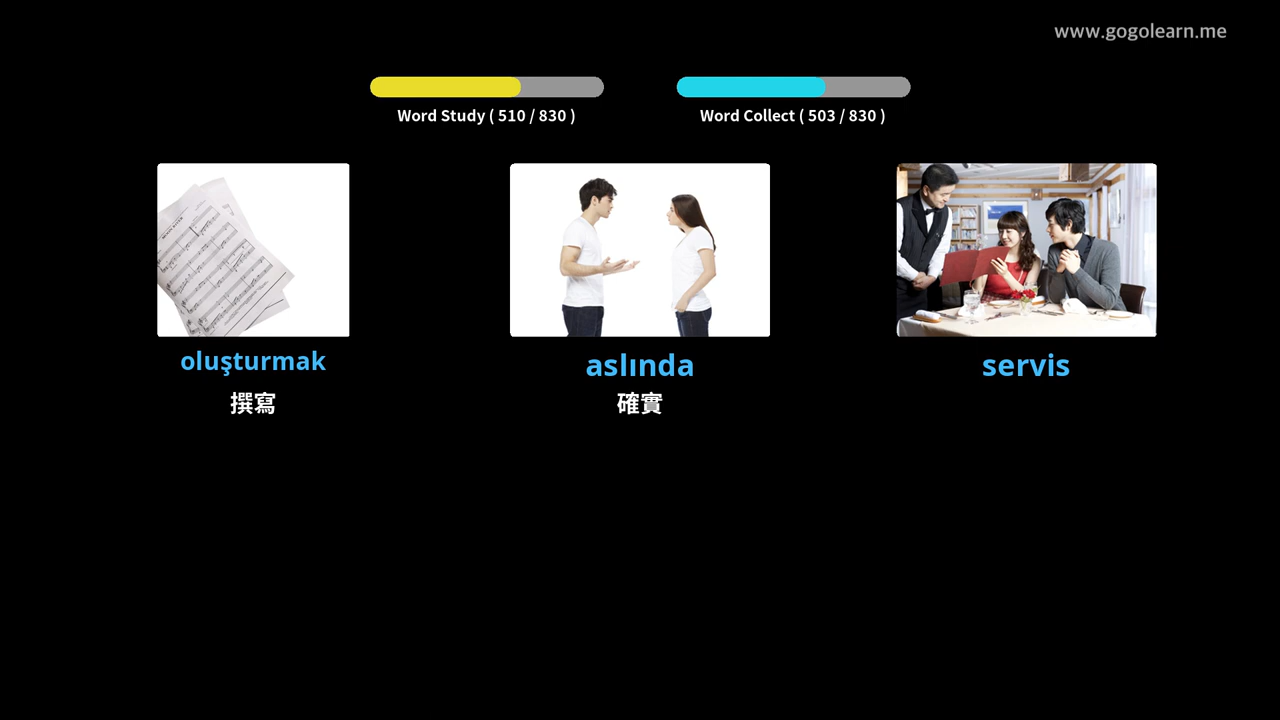 www.gogolearn.me
Word Study ( 510 / 830 )
Word Collect ( 503 / 830 )
oluşturmak
aslında
servis
撰寫
確實